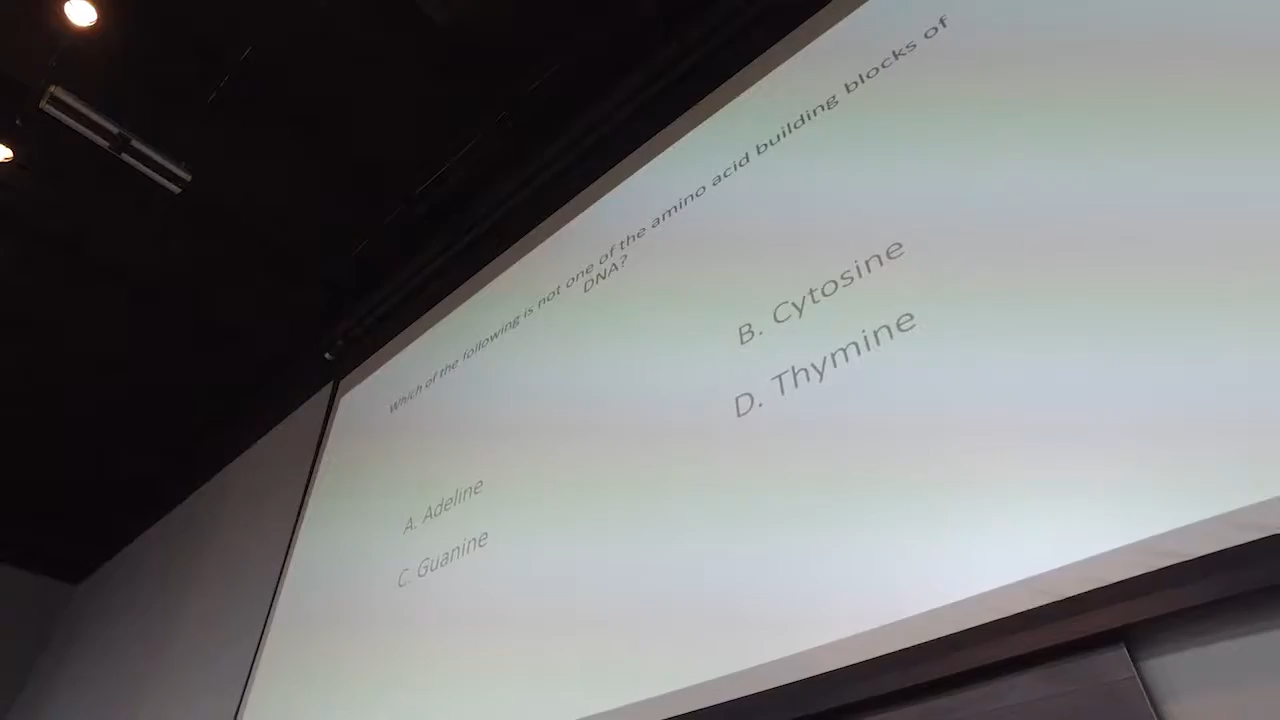 Which of the following is not one of the amino acid building blocks of
DNA?
A. Adeline
B. Cytosine
C. Guanine
D. Thymine